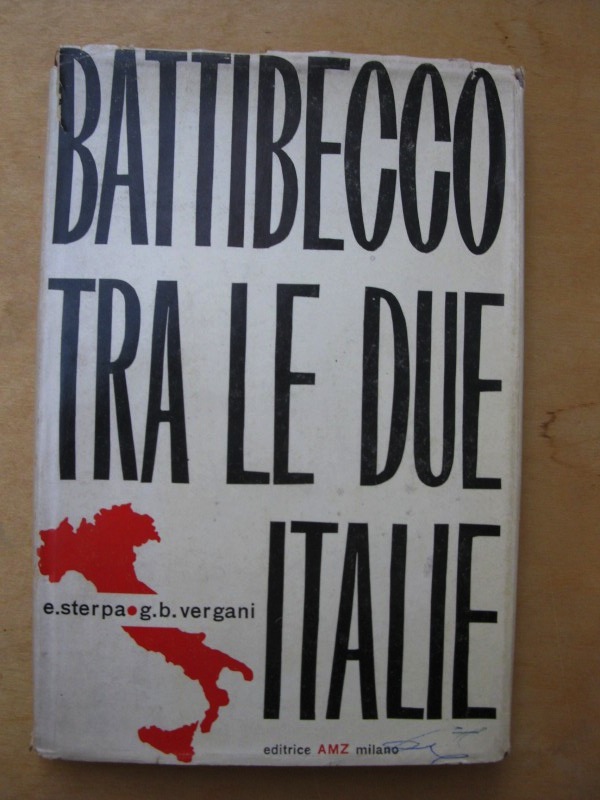 BATTIBECCO
TRA LE DUE
ITALIE
e.sterpa•g.b.vergani
editrice AMZ milano